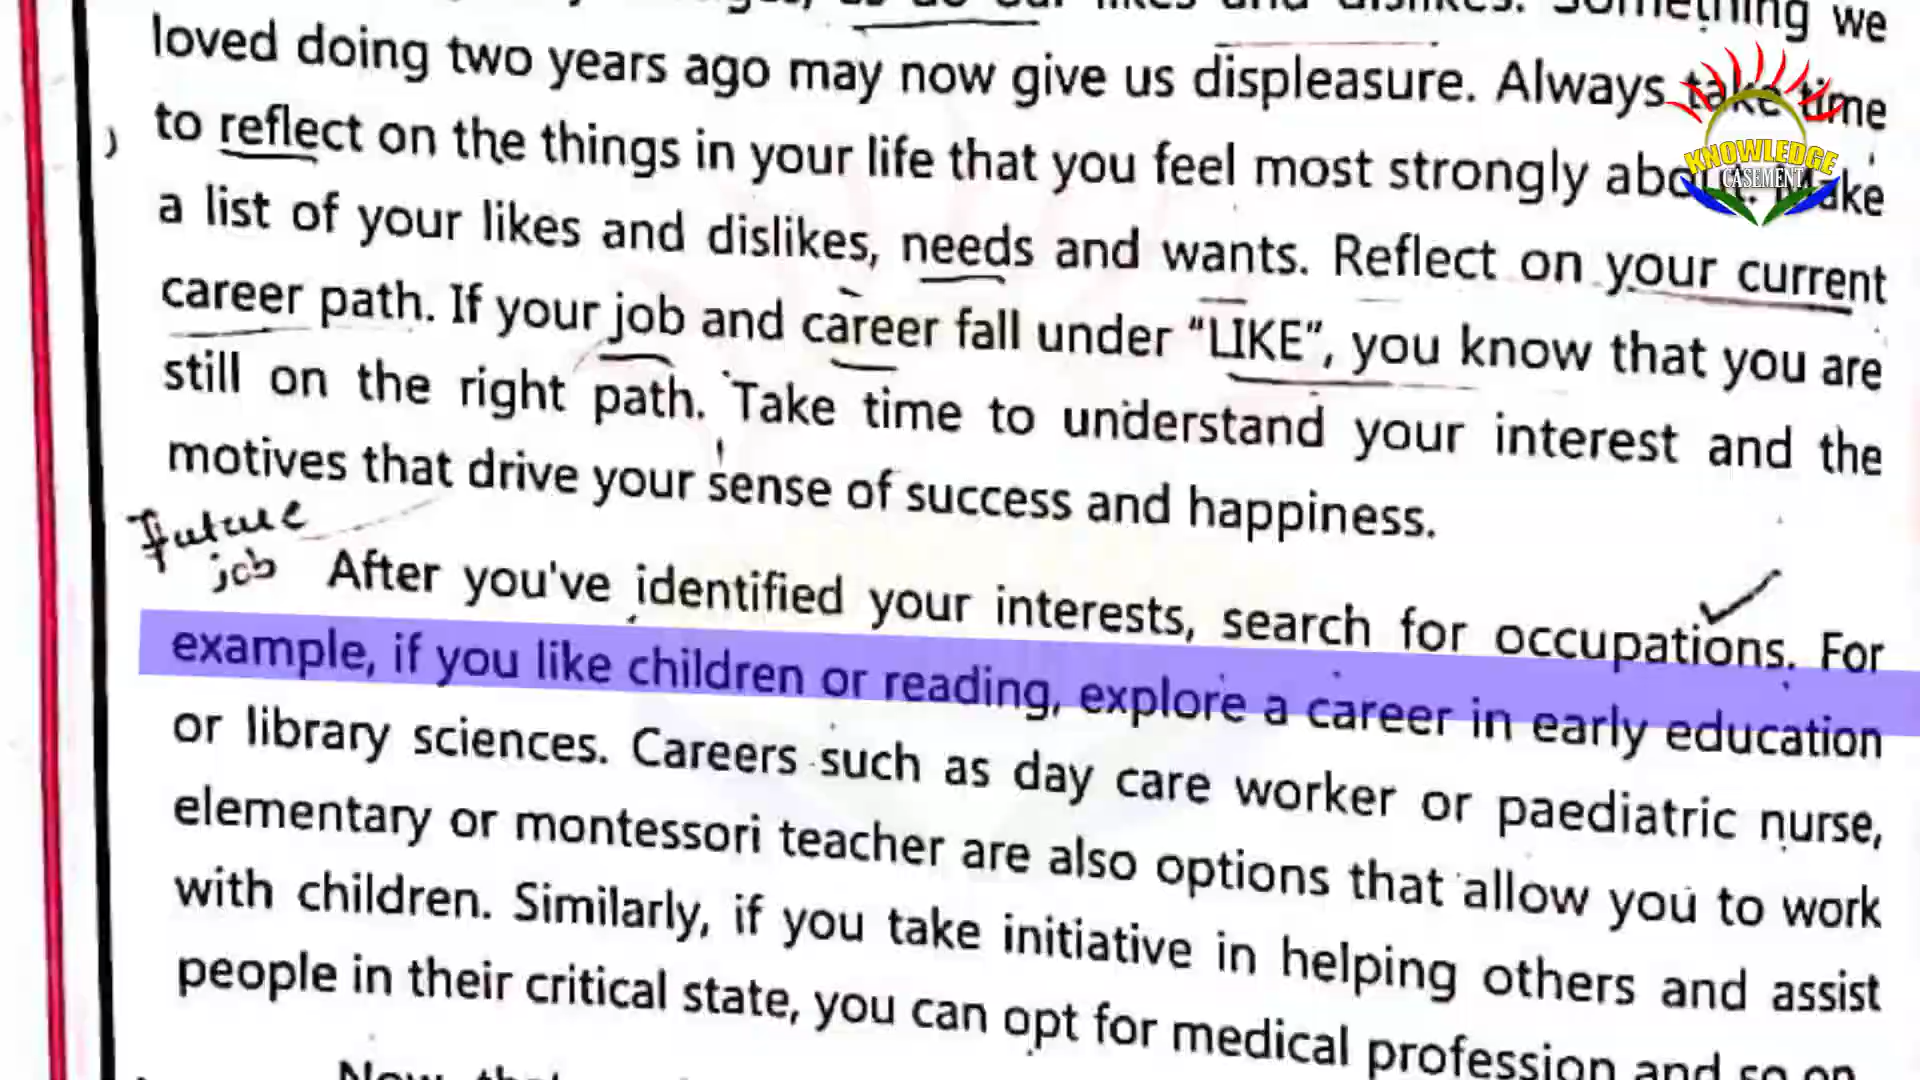 likes and dislikes. Something we
loved doing two years ago may now give us displeasure. Always take time
to reflect on the things in your life that you feel most strongly about. Make
a list of your likes and dislikes, needs and wants. Reflect on your current
career path. If your job and career fall under “LIKE”, you know that you are
still on the right path. Take time to understand your interest and the
motives that drive your sense of success and happiness.
future
job
After you've identified your interests, search for occupations. For
example, if you like children or reading, explore a career in early education
or library sciences. Careers such as day care worker or paediatric nurse,
elementary or montessori teacher are also options that allow you to work
with children. Similarly, if you take initiative in helping others and assist
people in their critical state, you can opt for medical profession and so on.
Now that
KNOWLEDGE
CASEMENT